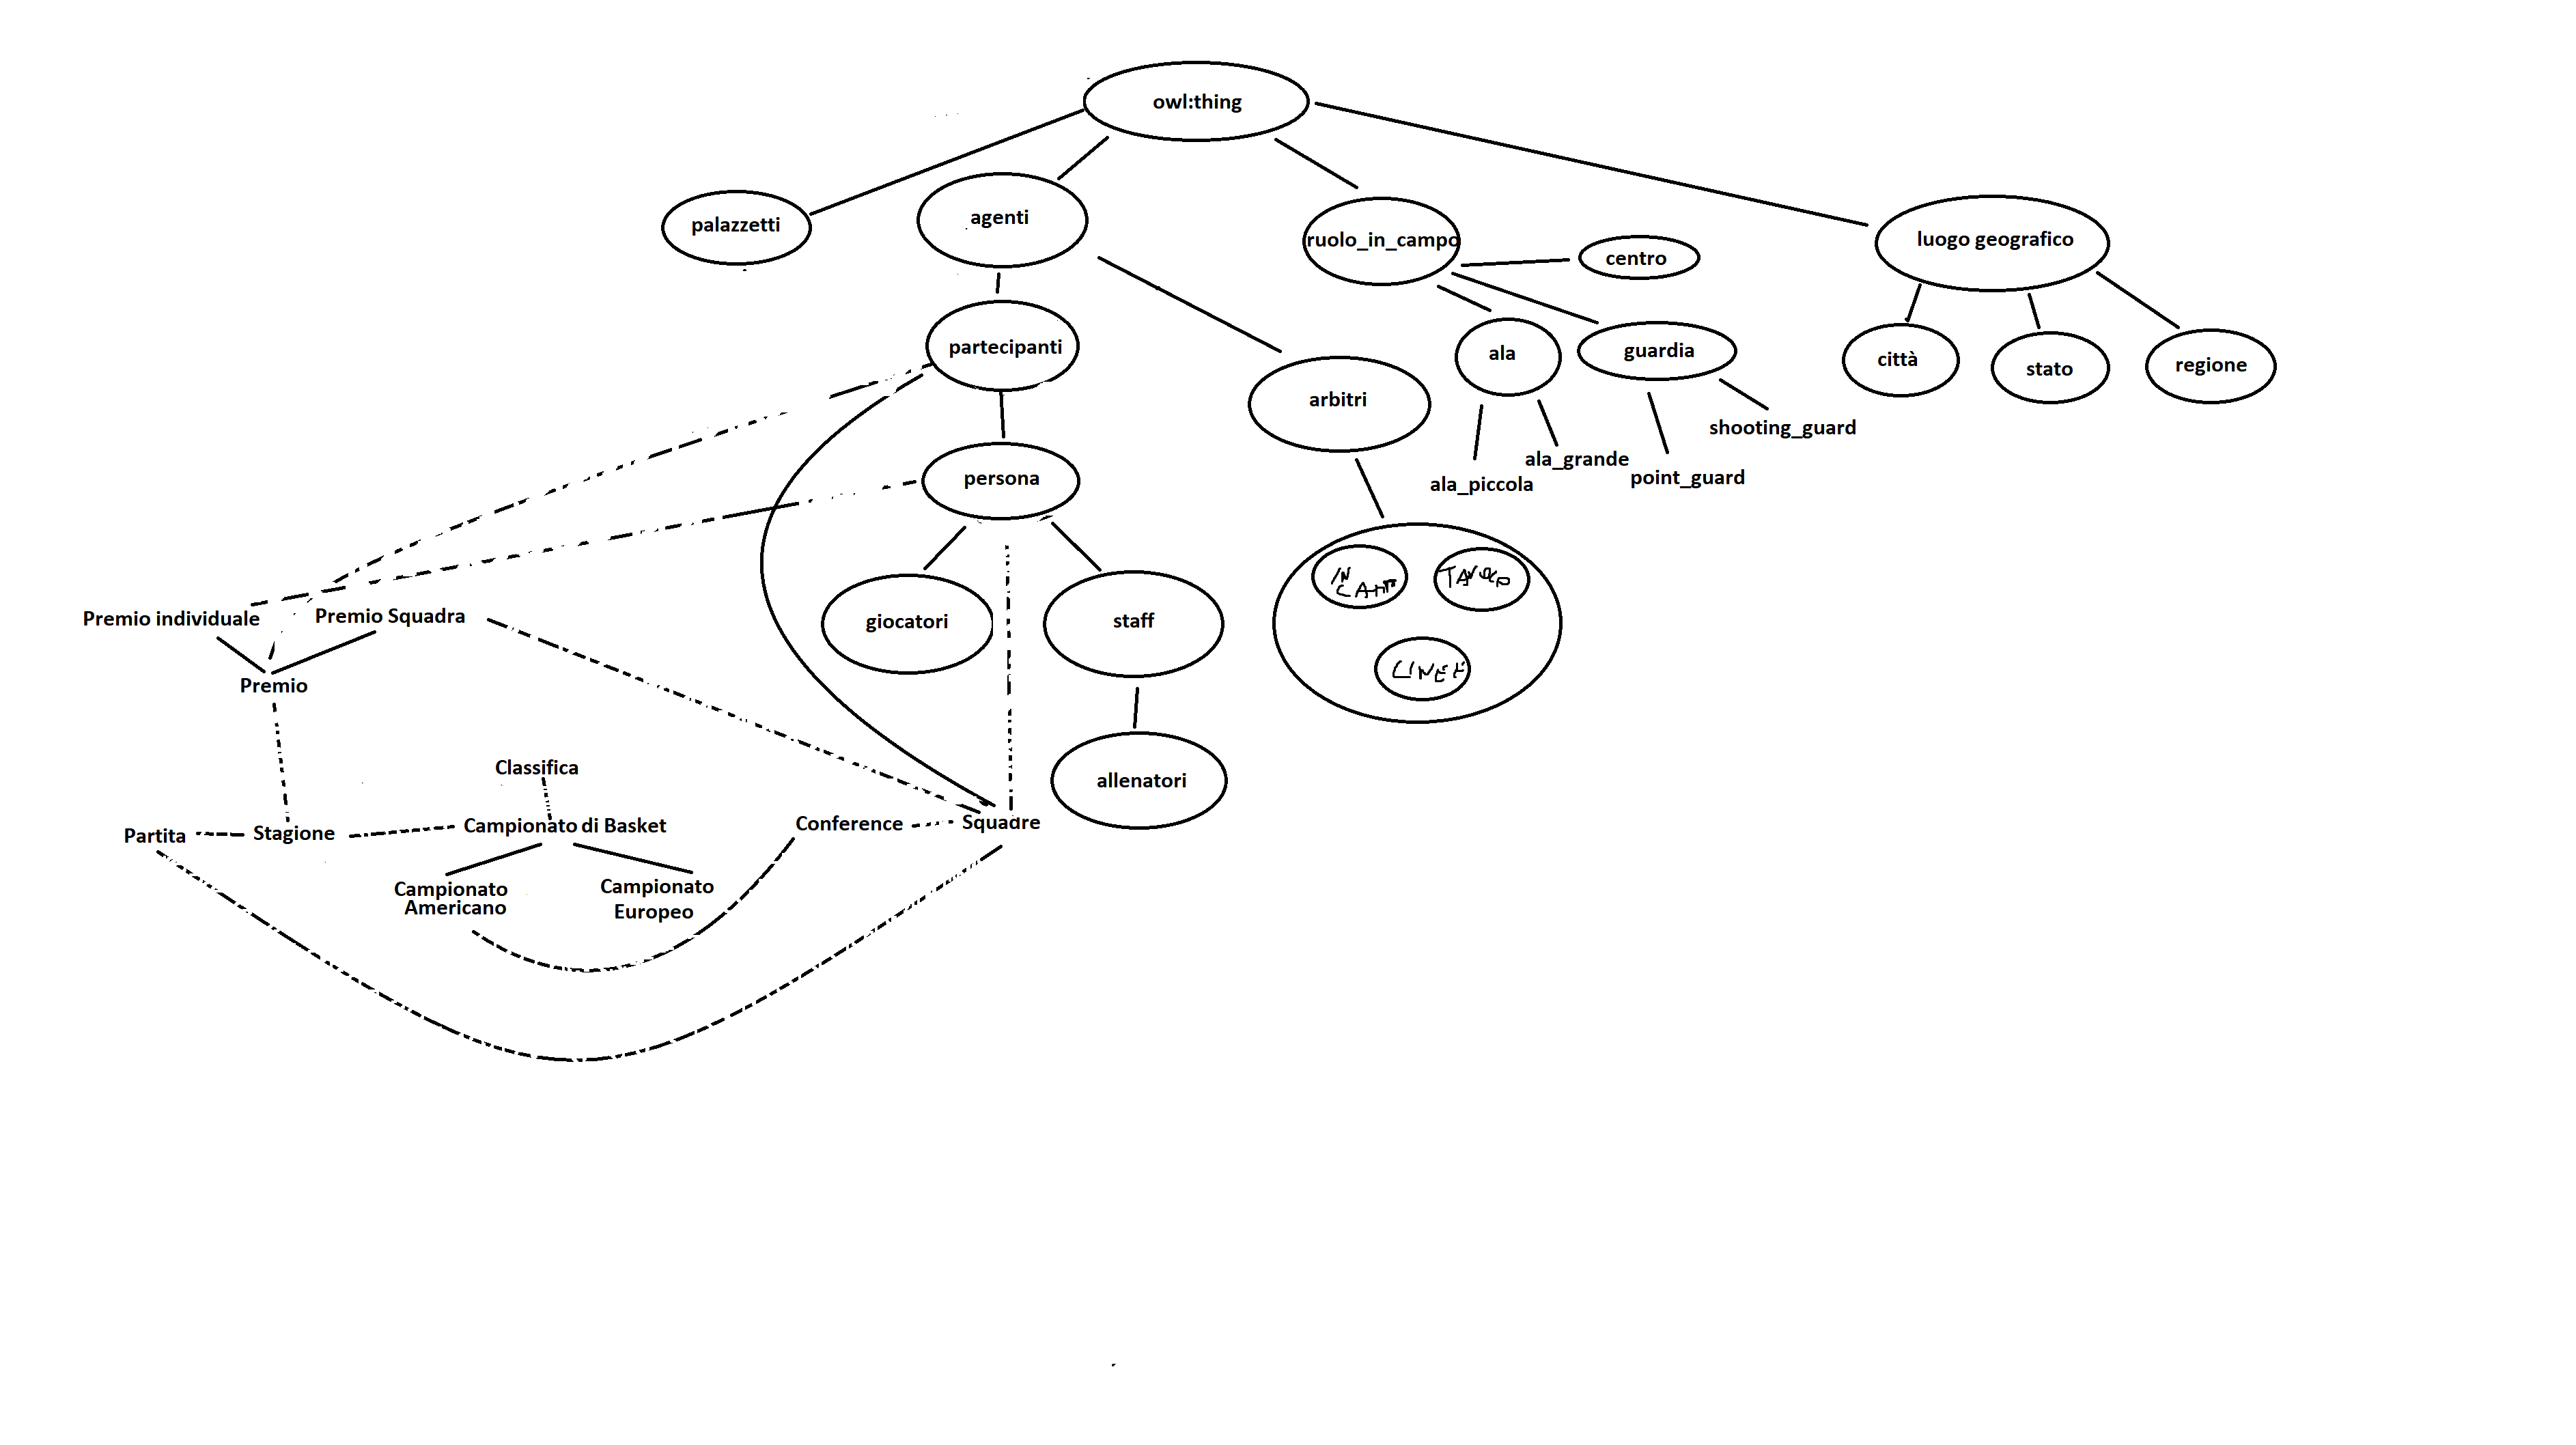 owl:thing
palazzetti
agenti
ruolo_in_campo
centro
luogo geografico
partecipanti
ala
guardia
città
stato
regione
arbitri
shooting_guard
ala_grande
point_guard
ala_piccola
persona
IN
TAVOLO
Premio individuale
Premio Squadra
giocatori
staff
LINEE
Premio
Classifica
allenatori
Partita
Stagione
Campionato di Basket
Conference
Squadre
Campionato
Americano
Campionato
Europeo